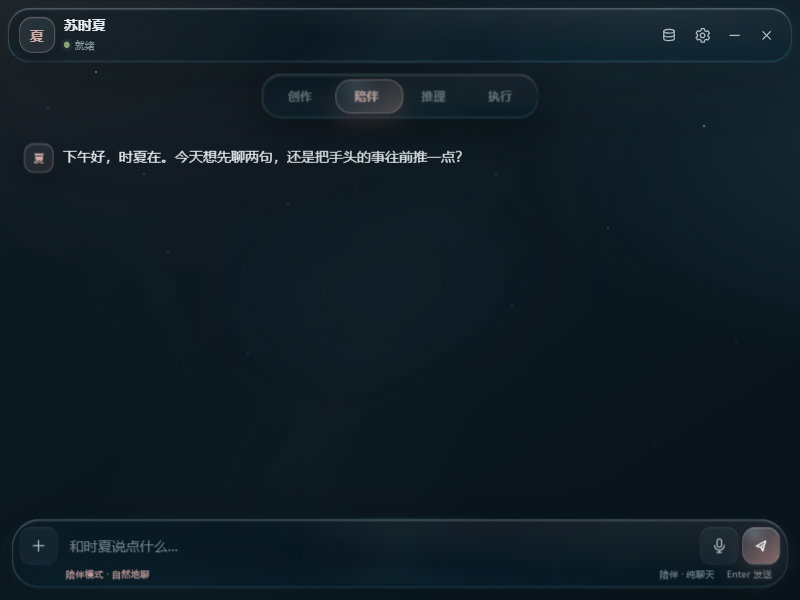 夏
苏时夏
就绪
创作 陪伴 推理 执行
夏
下午好，时夏在。今天想先聊两句，还是把手头的事往前推一点？
和时夏说点什么...
陪伴模式 · 自然地聊
陪伴 · 纯聊天 Enter 发送